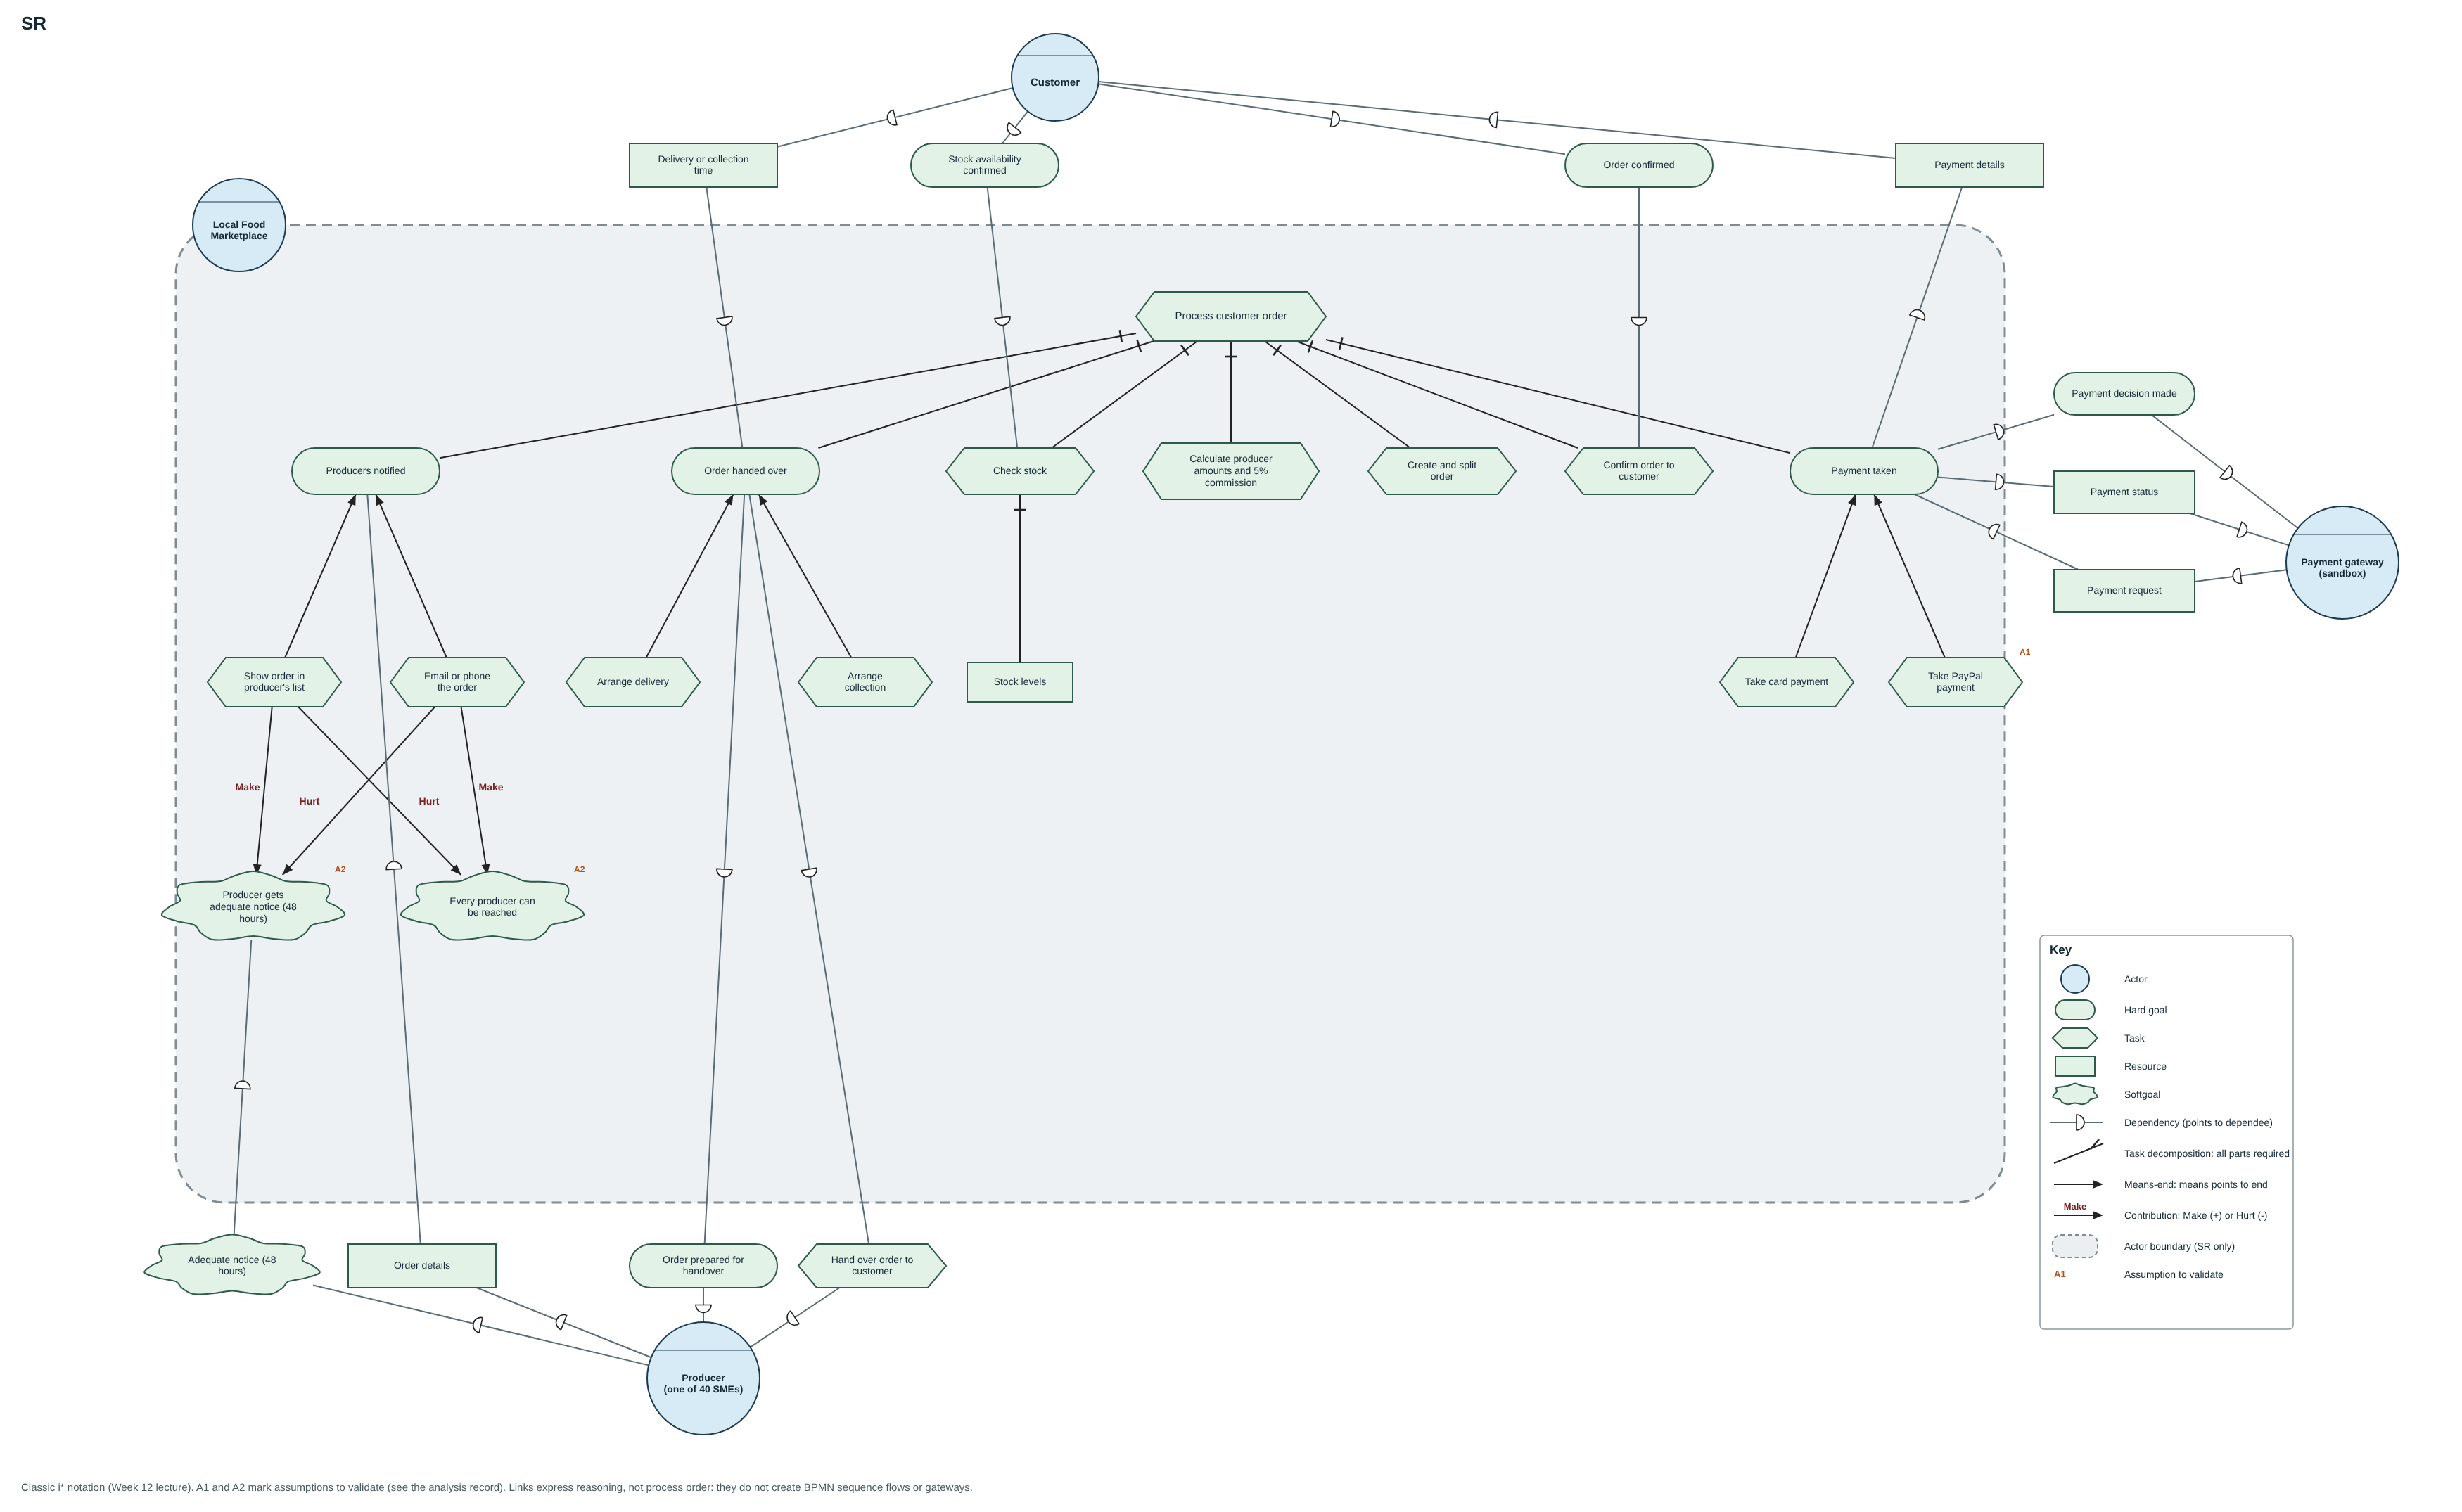 SR
Customer
Delivery or collection
time
Stock availability
confirmed
Order confirmed
Payment details
Local Food
Marketplace
Process customer order
Payment decision made
Producers notified
Order handed over
Check stock
Calculate producer
amounts and 5%
commission
Create and split
order
Confirm order to
customer
Payment taken
Payment status
Payment gateway
(sandbox)
Payment request
A1
Show order in
producer's list
Email or phone
the order
Arrange delivery
Arrange
collection
Stock levels
Take card payment
Take PayPal
payment
Make
Hurt
Hurt
Make
A2
A2
Producer gets
adequate notice (48
hours)
Every producer can
be reached
Key
Actor
Hard goal
Task
Resource
Softgoal
Dependency (points to dependee)
Task decomposition: all parts required
Means-end: means points to end
Make
Contribution: Make (+) or Hurt (-)
Actor boundary (SR only)
A1
Assumption to validate
Adequate notice (48
hours)
Order details
Order prepared for
handover
Hand over order to
customer
Producer
(one of 40 SMEs)
Classic i* notation (Week 12 lecture). A1 and A2 mark assumptions to validate (see the analysis record). Links express reasoning, not process order: they do not create BPMN sequence flows or gateways.